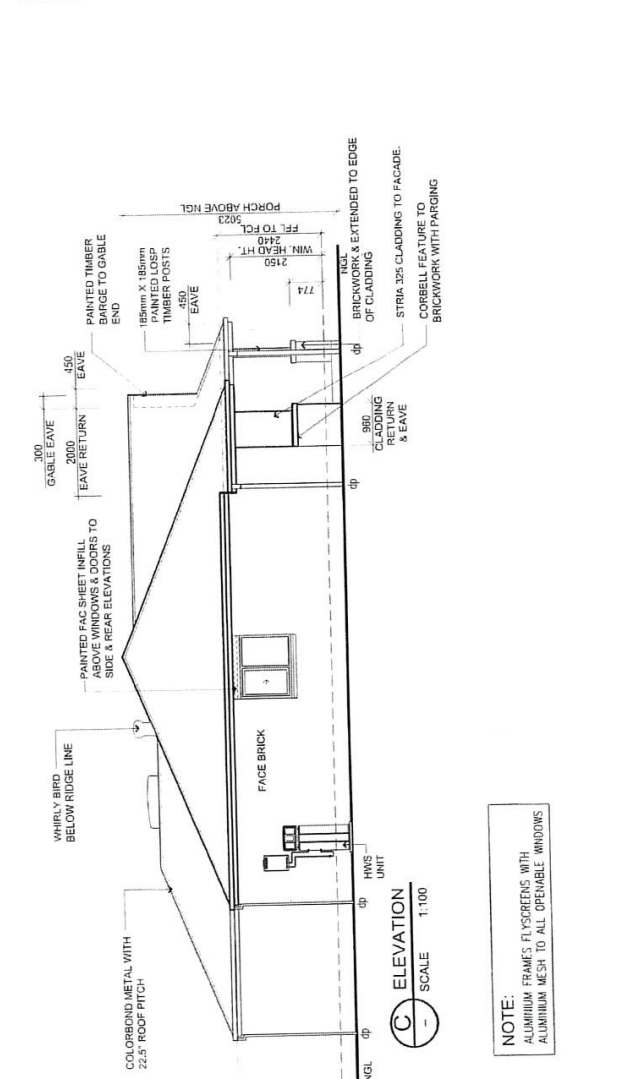 COLORBOND METAL WITH
22.5° ROOF PITCH
WHIRLY BIRD
BELOW RIDGE LINE
PAINTED FAC SHEET INFILL
ABOVE WINDOWS & DOORS TO
SIDE & REAR ELEVATIONS
300
GABLE EAVE
2000
EAVE RETURN
450
EAVE
PAINTED TIMBER
BARGE TO GABLE
END
185mm X 185mm
PAINTED LOSP
TIMBER POSTS
450
EAVE
774
2150
WIN. HEAD HT.
2440
FFL TO FCL
5023
PORCH ABOVE NGL
FACE BRICK
NGL
dp
dp
HWS
UNIT
dp
960
CLADDING
RETURN
& EAVE
dp
NGL
BRICKWORK & EXTENDED TO EDGE
OF CLADDING
STRIA 325 CLADDING TO FACADE.
CORBELL FEATURE TO
BRICKWORK WITH PARGING
C
-
ELEVATION
SCALE 1:100
NOTE:
ALUMINIUM FRAMES FLYSCREENS WITH
ALUMINIUM MESH TO ALL OPENABLE WINDOWS